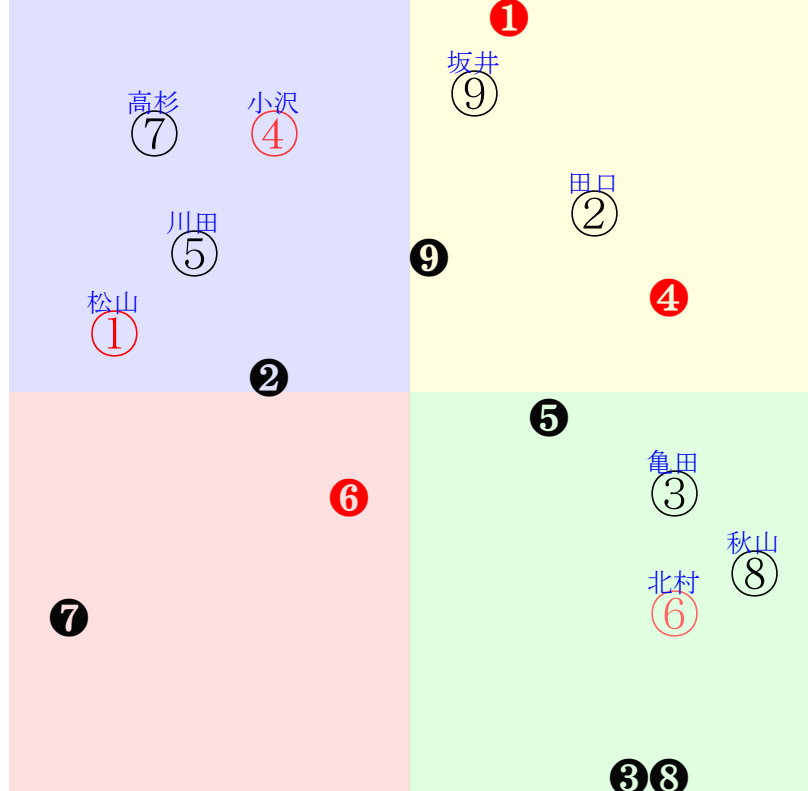 ❶
坂井
⑨
高杉
⑦
小沢
④
田口
②
川田
⑤
❾
❹
松山
①
❷
❺
亀田
③
❻
秋山
⑧
北村
⑥
❼
❸❽